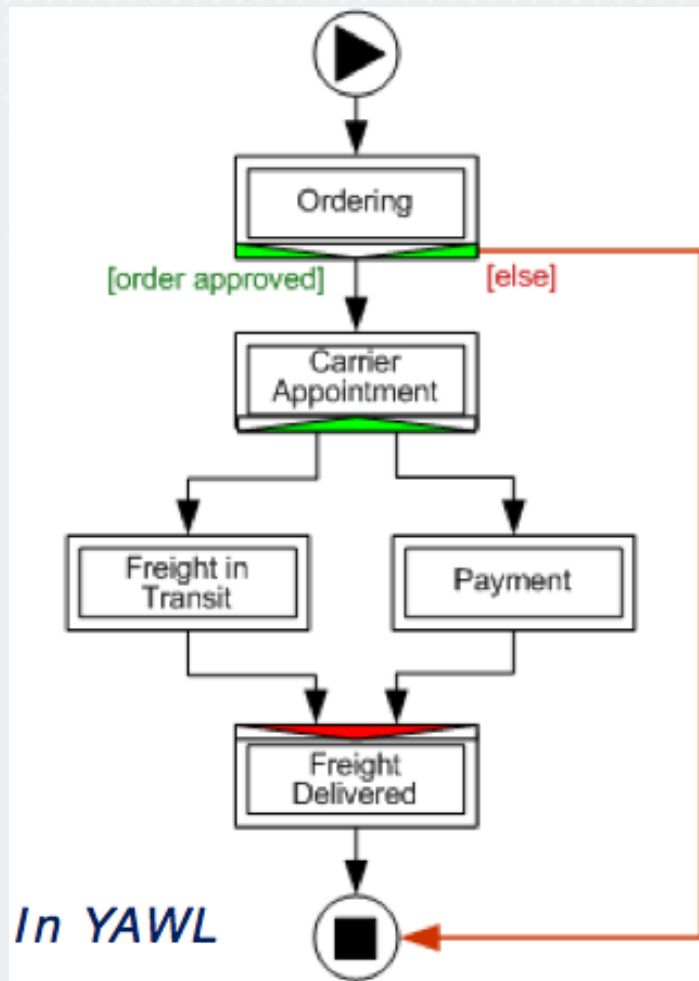 Ordering
[order approved]
[else]
Carrier
Appointment
Freight in
Transit
Payment
Freight
Delivered
In YAWL